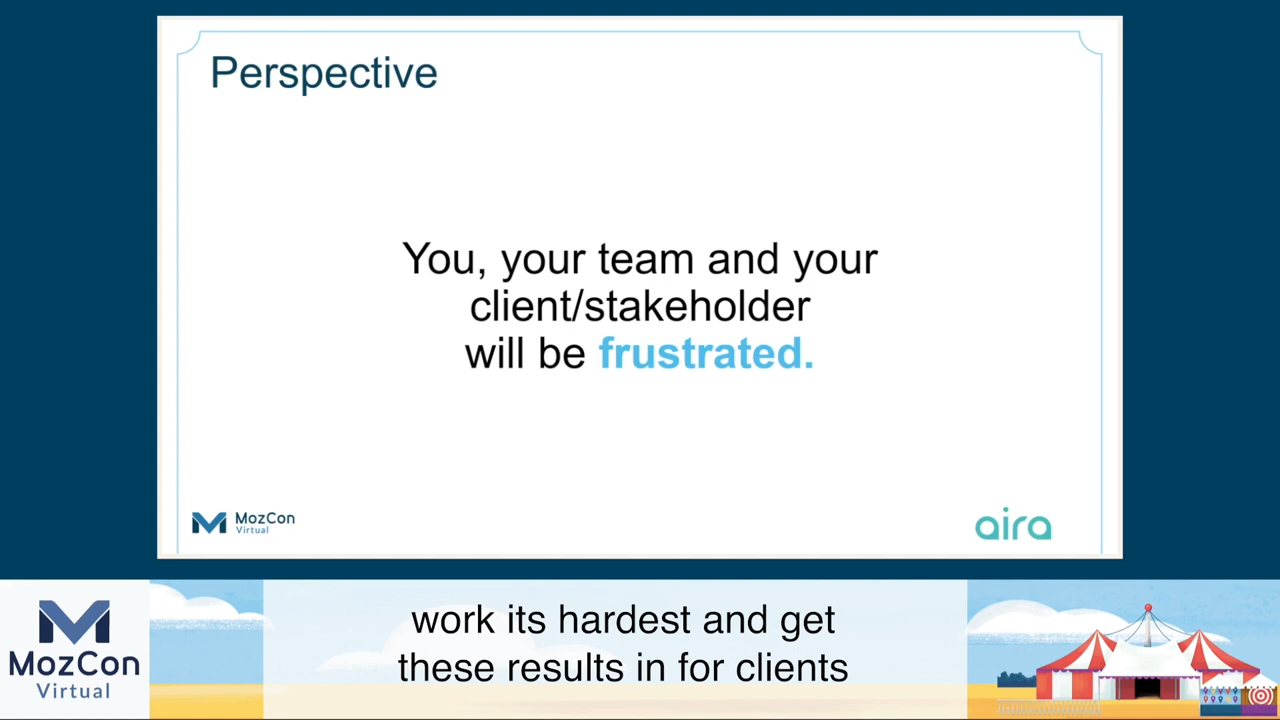 Perspective
You, your team and your
client/stakeholder
will be frustrated.
MozCon
Virtual
aira
MozCon
Virtual
work its hardest and get
these results in for clients